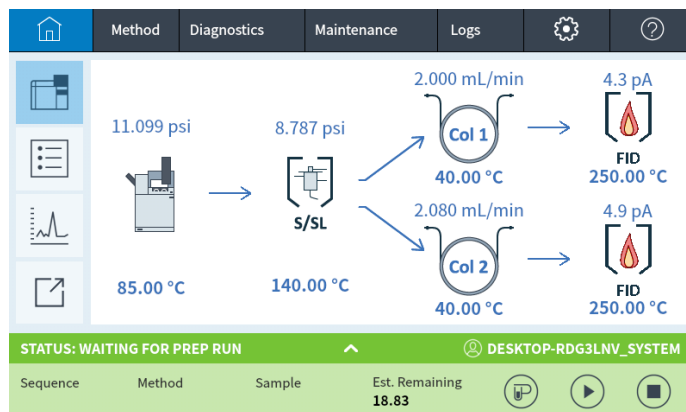 Method Diagnostics Maintenance Logs
2.000 mL/min 4.3 pA
11.099 psi 8.787 psi
Col 1
FID
40.00 °C 250.00 °C
2.080 mL/min 4.9 pA
S/SL
Col 2
85.00 °C 140.00 °C
FID
40.00 °C 250.00 °C
STATUS: WAITING FOR PREP RUN DESKTOP-RDG3LNV_SYSTEM
Sequence Method Sample Est. Remaining
18.83